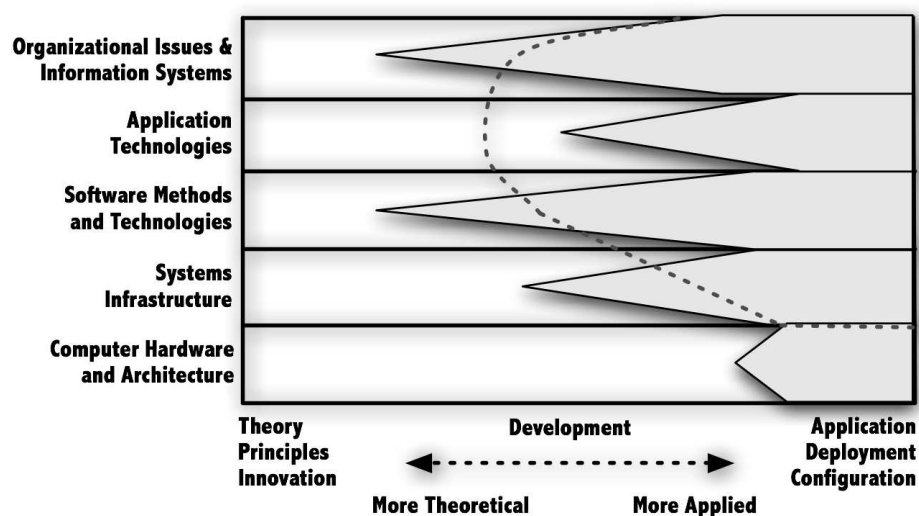 Organizational Issues &
Information Systems
Application
Technologies
Software Methods
and Technologies
Systems
Infrastructure
Computer Hardware
and Architecture
Theory
Principles
Innovation
Development
Application
Deployment
Configuration
More Theoretical
More Applied